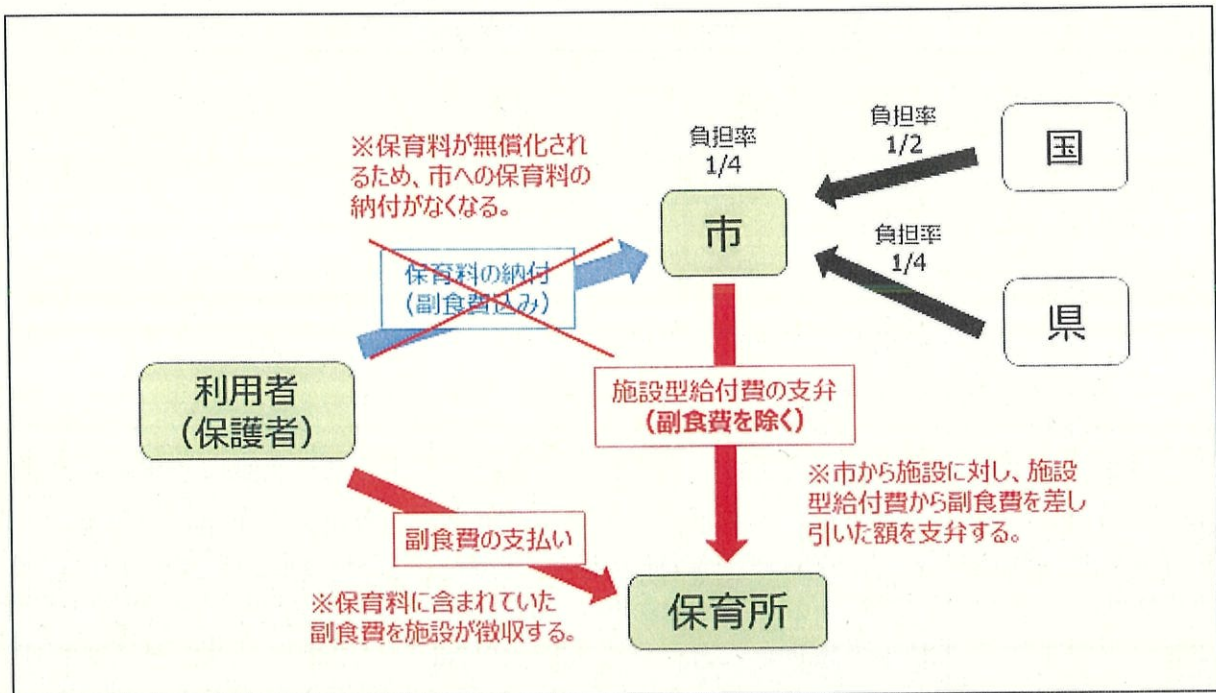 ※保育料が無償化され
るため、市への保育料の
納付がなくなる。
負担率
1/4
負担率
1/2
国
市
負担率
1/4
県
保育料の納付
（副食費込み）
利用者
（保護者）
施設型給付費の支弁
（副食費を除く）
※市から施設に対し、施設
型給付費から副食費を差し
引いた額を支弁する。
副食費の支払い
※保育料に含まれていた
副食費を施設が徴収する。
保育所